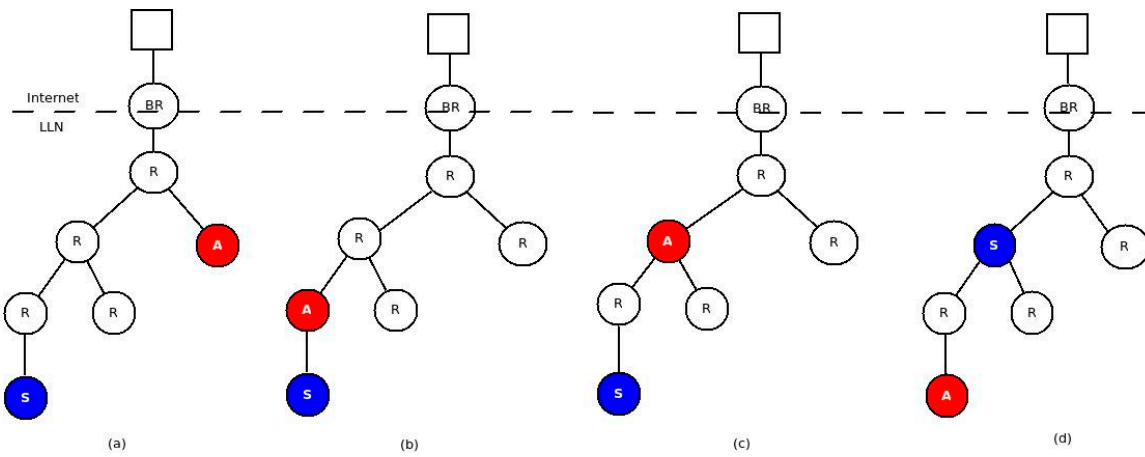 BR BR BR BR
Internet
LLN
R R R R
R A R R A R S R
R R A R R R R R
S S S A
(a) (b) (c) (d)